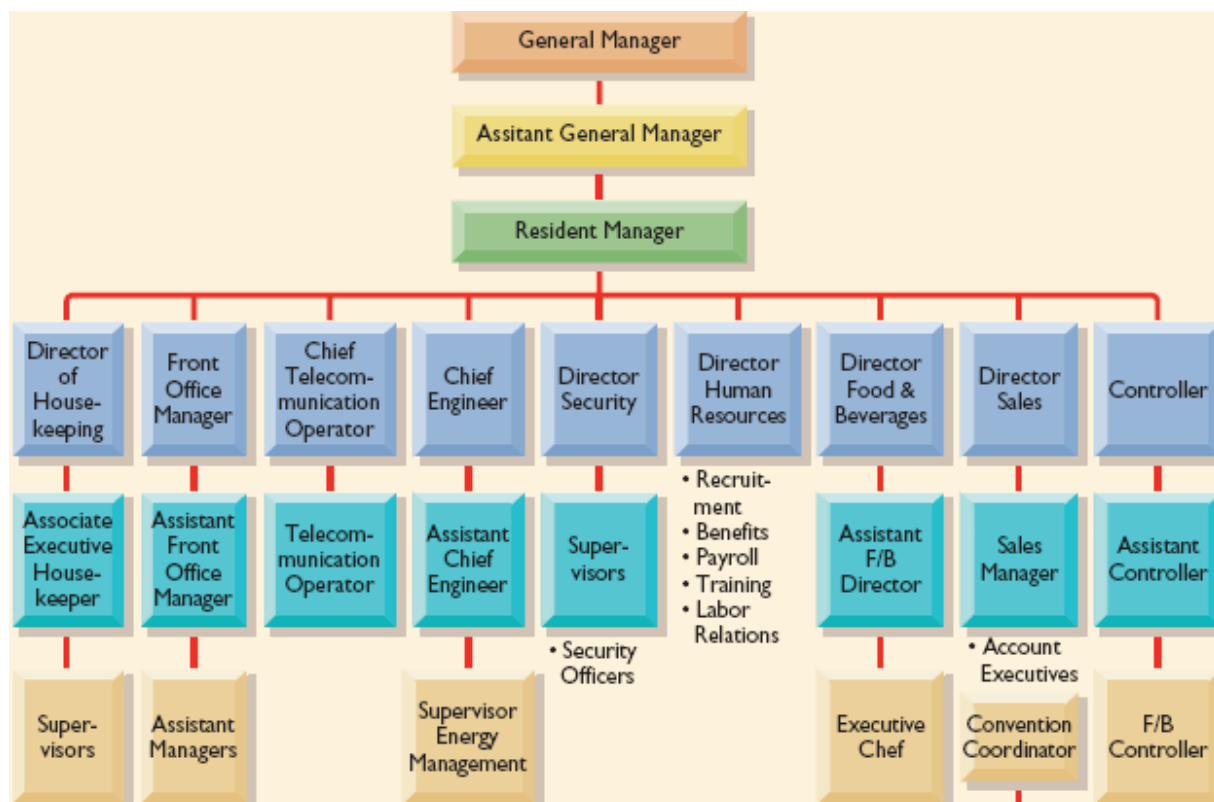 General Manager
Assitant General Manager
Resident Manager
Director
of
House-
keeping
Front
Office
Manager
Chief
Telecom-
munication
Operator
Chief
Engineer
Director
Security
Director
Human
Resources
Director
Food &
Beverages
Director
Sales
Controller
Associate
Executive
House-
keeper
Assistant
Front
Office
Manager
Telecom-
munication
Operator
Assistant
Chief
Engineer
Super-
visors
• Security
Officers
• Recruit-
ment
• Benefits
• Payroll
• Training
• Labor
Relations
Assistant
F/B
Director
Sales
Manager
• Account
Executives
Assistant
Controller
Super-
visors
Assistant
Managers
Supervisor
Energy
Management
Executive
Chef
Convention
Coordinator
F/B
Controller